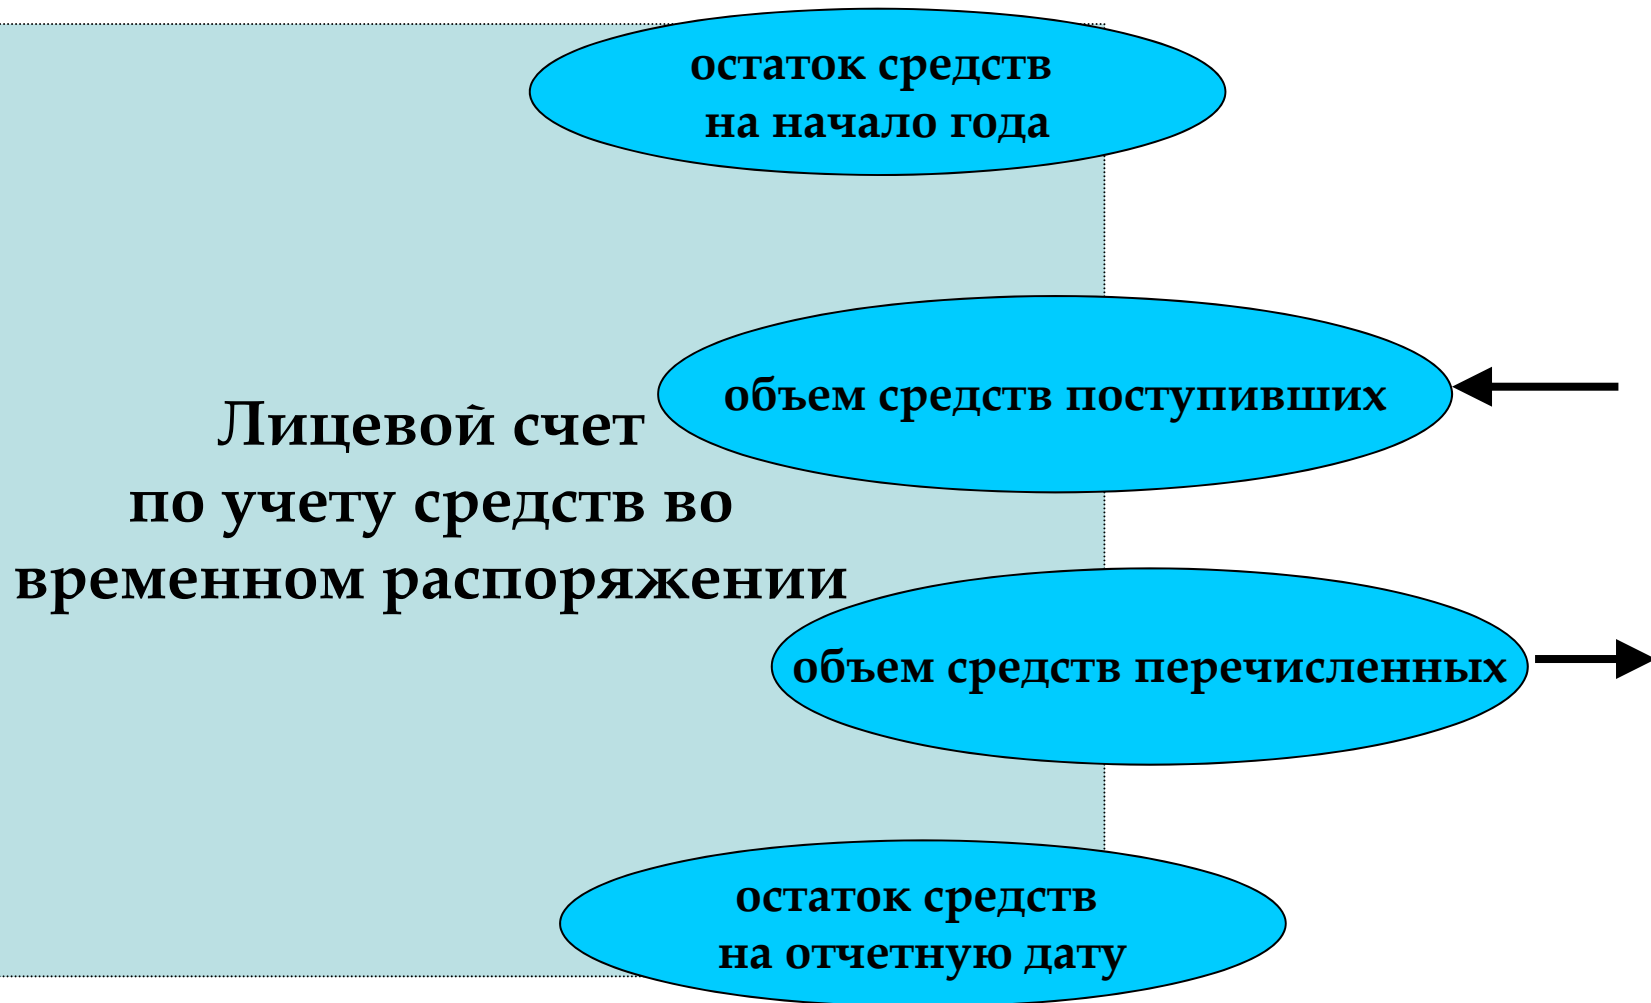 остаток средств
на начало года
объем средств поступивших
Лицевой счет
по учету средств во
временном распоряжении
объем средств перечисленных
остаток средств
на отчетную дату